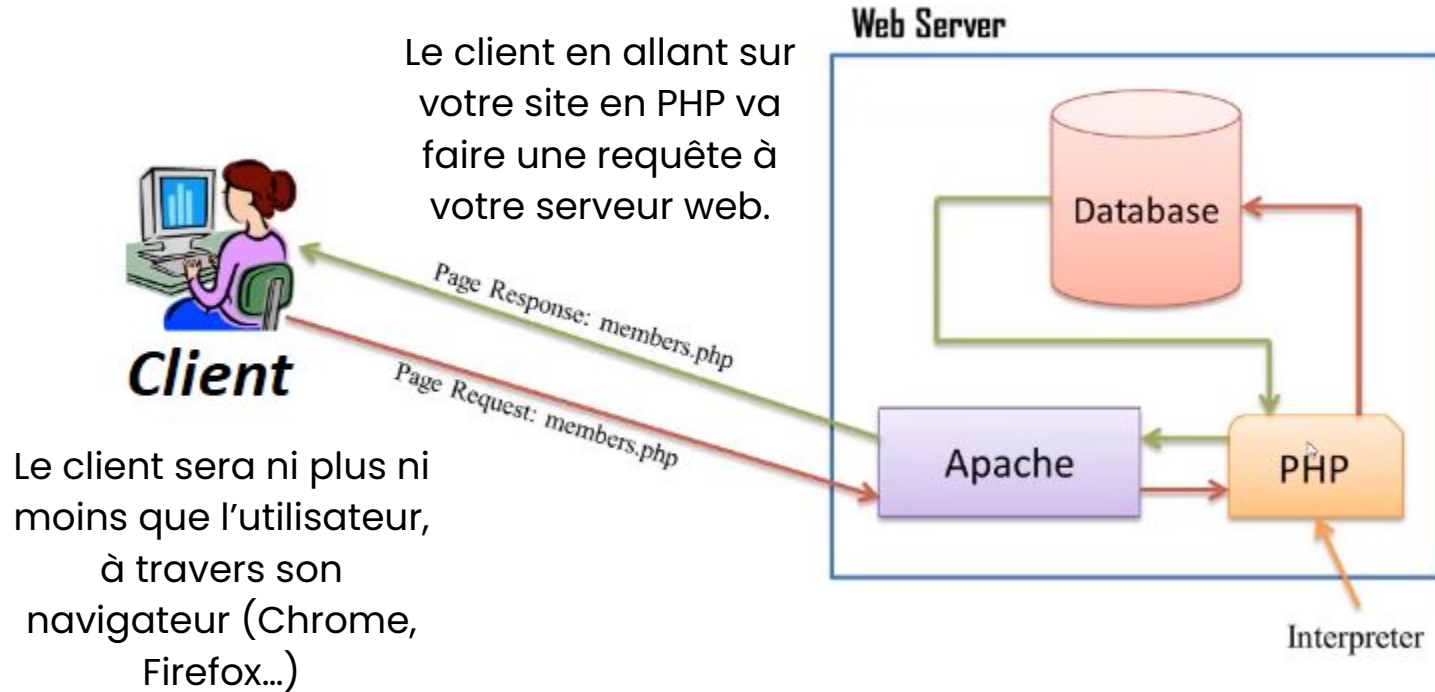 Web Server
Le client en allant sur
votre site en PHP va
faire une requête à
votre serveur web.
Database
Page Response: members.php
Client
Page Request: members.php
Apache
PHP
Le client sera ni plus ni
moins que l’utilisateur,
à travers son
navigateur (Chrome,
Firefox…)
Interpreter